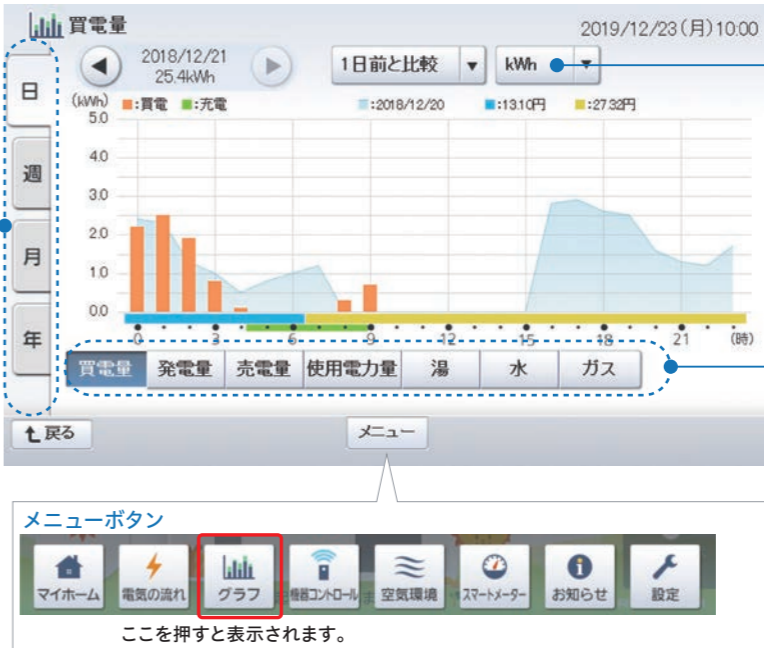 買電量
2019/12/23(月)10:00
2018/12/21
25.4kWh
1日前と比較
kWh
日
週
月
年
(kWh)
:買電
:充電
:2018/12/20
:13.10円
:27.32円
5.0
4.0
3.0
2.0
1.0
0.0
0
3
6
9
12
15
18
21
(時)
買電量
発電量
売電量
使用電力量
湯
水
ガス
戻る
メニュー
メニューボタン
マイホーム
電気の流れ
グラフ
機器コントロール
空気環境
スマートメーター
お知らせ
設定
ここを押すと表示されます。